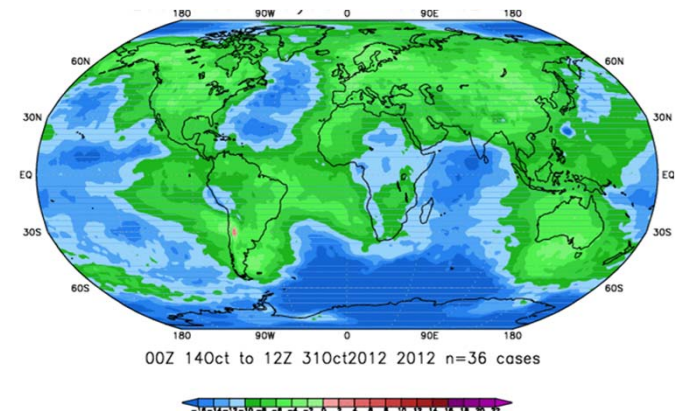 180 90W 0 90E 180
60N 60N
30N 30N
EQ EQ
30S 30S
60S 60S
180 90W 0 90E 180
00Z 14Oct to 12Z 31Oct2012 2012 n=36 cases